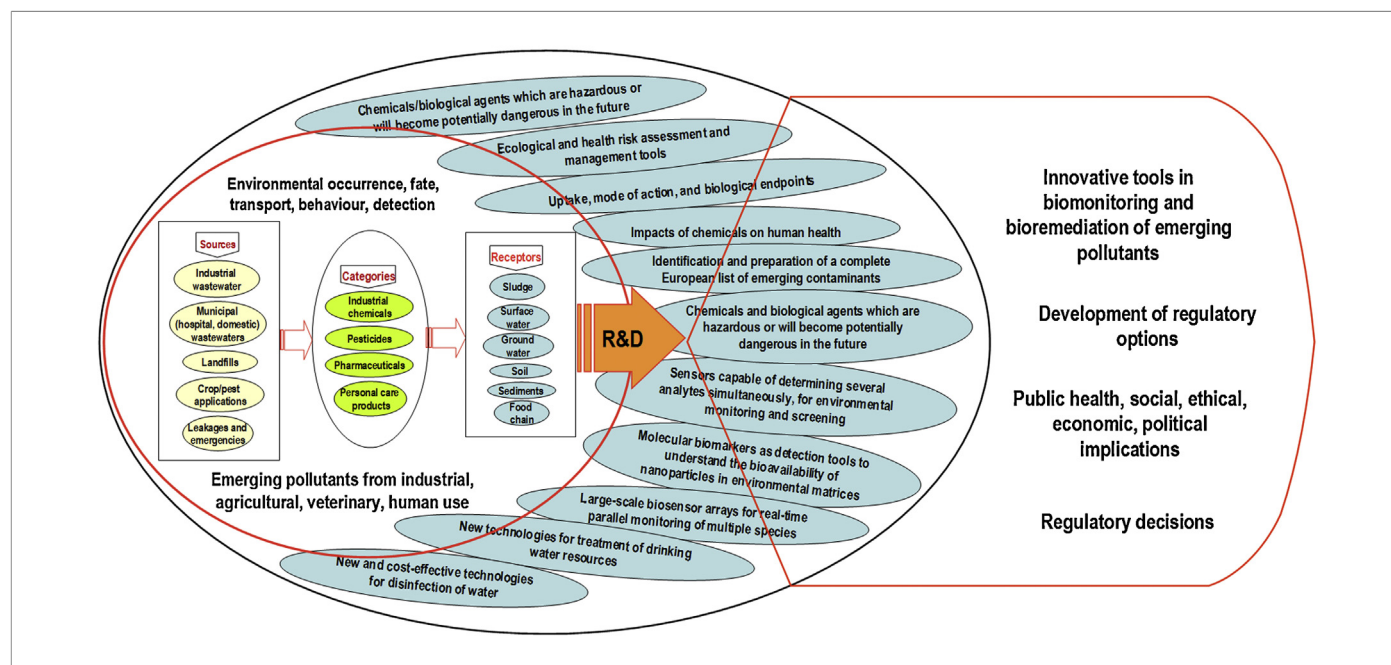 Chemicals/biological agents which are hazardous or
will become potentially dangerous in the future
Ecological and health risk assessment and
management tools
Uptake, mode of action, and biological endpoints
Impacts of chemicals on human health
Identification and preparation of a complete
European list of emerging contaminants
Chemicals and biological agents which are
hazardous or will become potentially
dangerous in the future
Sensors capable of determining several
analytes simultaneously, for environmental
monitoring and screening
Molecular biomarkers as detection tools to
understand the bioavailability of
nanoparticles in environmental matrices
Large-scale biosensor arrays for real-time
parallel monitoring of multiple species
New technologies for treatment of drinking
water resources
New and cost-effective technologies
for disinfection of water
Environmental occurrence, fate,
transport, behaviour, detection
Sources
Industrial
wastewater
Municipal
(hospital, domestic)
wastewaters
Landfills
Crop/pest
applications
Leakages and
emergencies
Categories
Industrial
chemicals
Pesticides
Pharmaceuticals
Personal care
products
Receptors
Sludge
Surface
water
Ground
water
Soil
Sediments
Food
chain
R&D
Emerging pollutants from industrial,
agricultural, veterinary, human use
Innovative tools in
biomonitoring and
bioremediation of emerging
pollutants
Development of regulatory
options
Public health, social, ethical,
economic, political
implications
Regulatory decisions